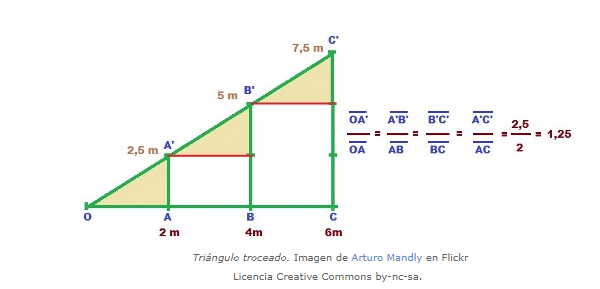 C'
7,5 m
B'
5 m
A'
2,5 m
OA' = A'B' = B'C' = A'C' = 2,5 = 1,25
OA AB BC AC 2
O A B C
2 m 4m 6m
Triángulo troceado. Imagen de Arturo Mandly en Flickr
Licencia Creative Commons by-nc-sa.